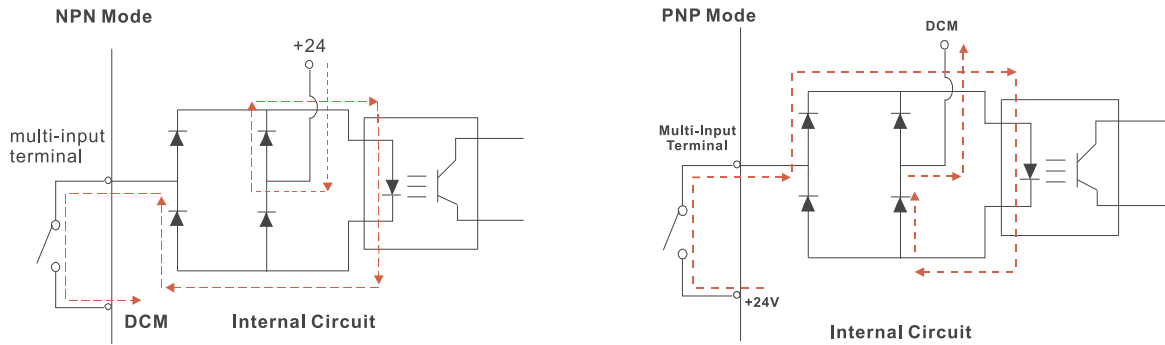 NPN Mode
+24
multi-input
terminal
DCM
Internal Circuit
PNP Mode
DCM
Multi-Input
Terminal
+24V
Internal Circuit